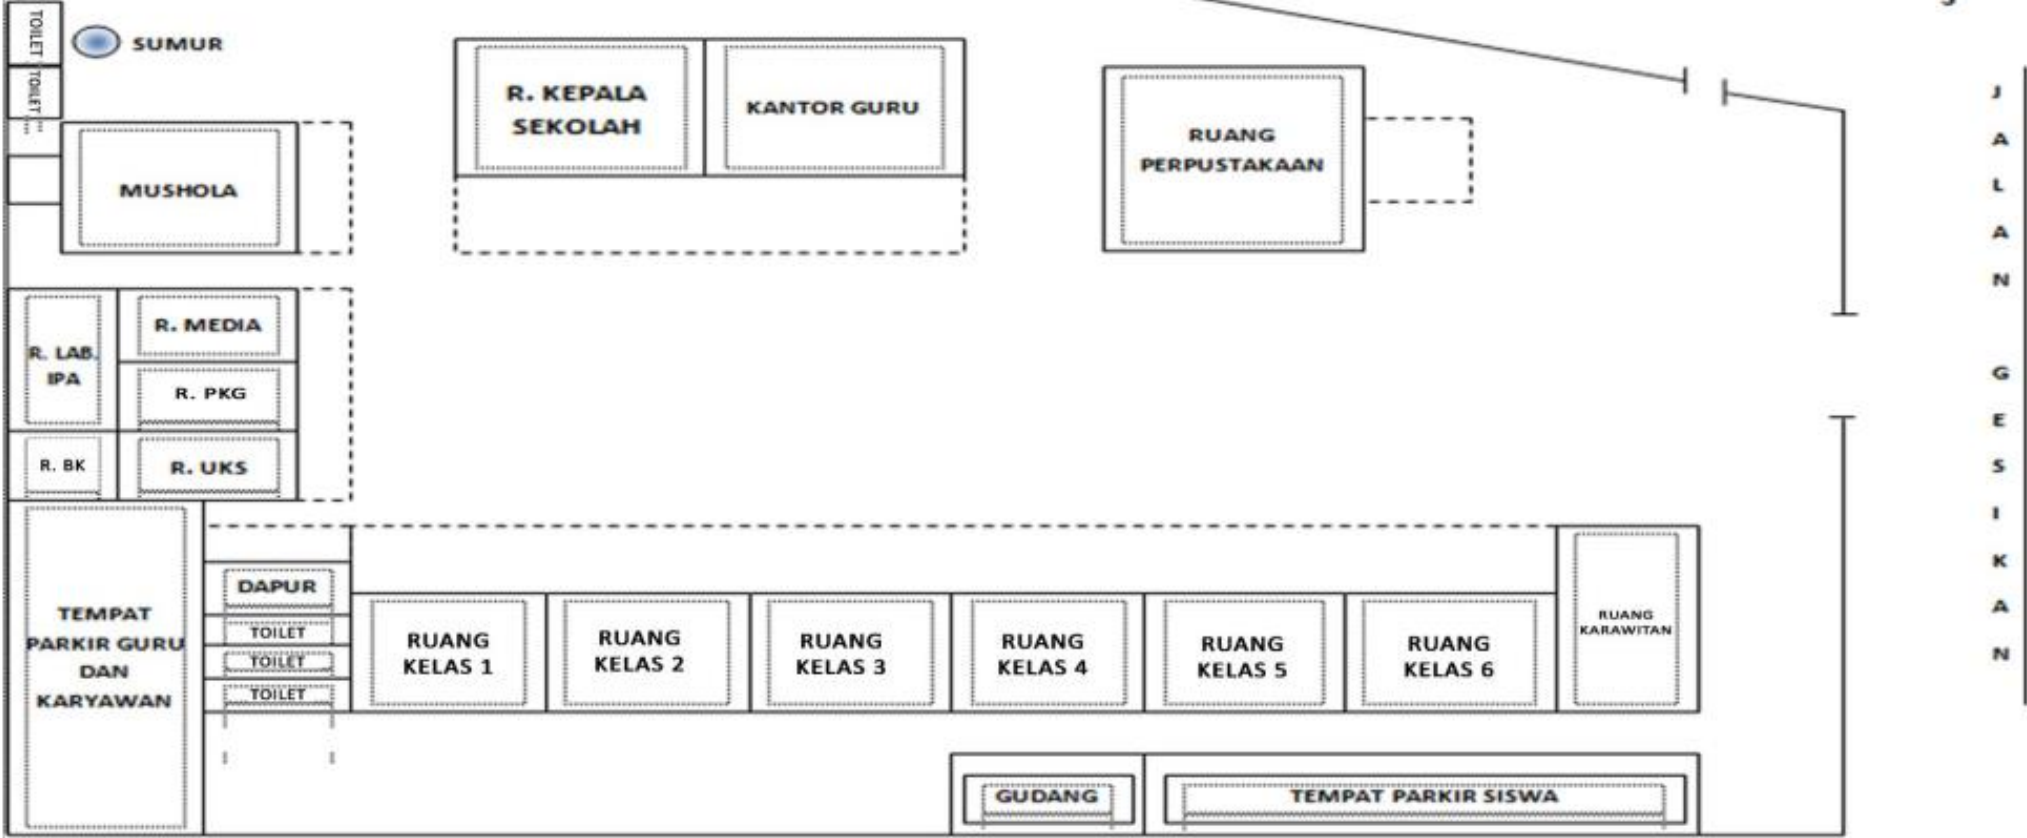 TOILET
TOILET
SUMUR
R. KEPALA
SEKOLAH
KANTOR GURU
RUANG
PERPUSTAKAAN
MUSHOLA
R. LAB.
IPA
R. MEDIA
R. PKG
R. BK
R. UKS
TEMPAT
PARKIR GURU
DAN
KARYAWAN
DAPUR
TOILET
TOILET
TOILET
RUANG
KELAS 1
RUANG
KELAS 2
RUANG
KELAS 3
RUANG
KELAS 4
RUANG
KELAS 5
RUANG
KELAS 6
RUANG
KARAWITAN
GUDANG
TEMPAT PARKIR SISWA
JALAN GESIKAN